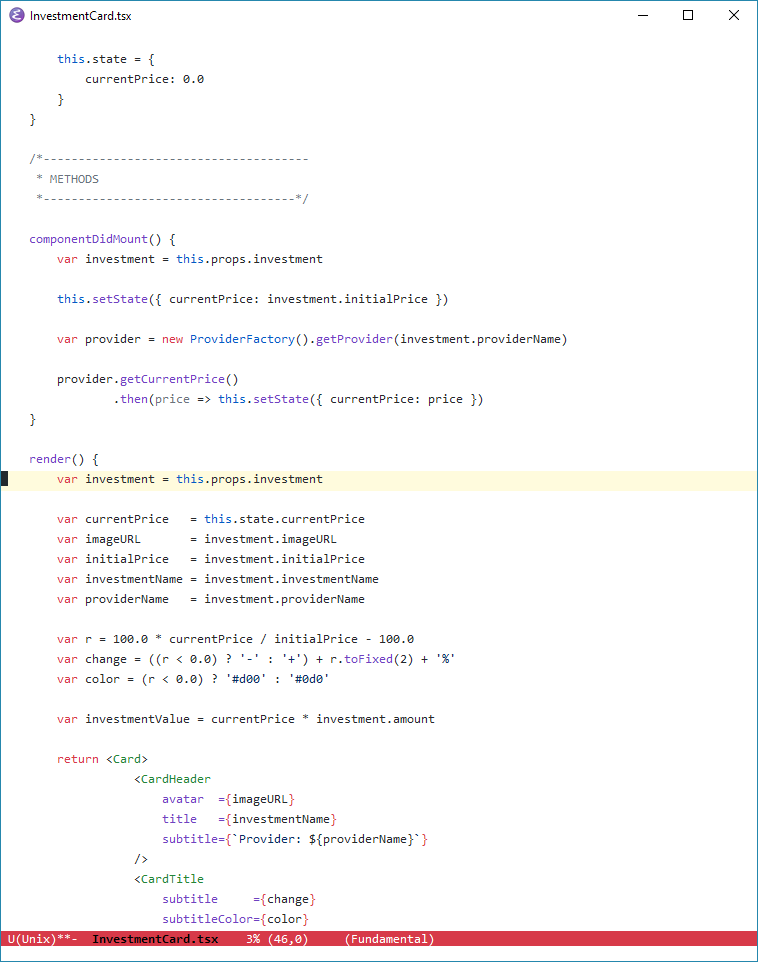 InvestmentCard.tsx
    this.state = {
        currentPrice: 0.0
    }
}
/*--------------------------------------
 * METHODS
 *------------------------------------*/
componentDidMount() {
    var investment = this.props.investment
    this.setState({ currentPrice: investment.initialPrice })
    var provider = new ProviderFactory().getProvider(investment.providerName)
    provider.getCurrentPrice()
            .then(price => this.setState({ currentPrice: price })
}
render() {
    var investment = this.props.investment
    var currentPrice   = this.state.currentPrice
    var imageURL       = investment.imageURL
    var initialPrice   = investment.initialPrice
    var investmentName = investment.investmentName
    var providerName   = investment.providerName
    var r = 100.0 * currentPrice / initialPrice - 100.0
    var change = ((r < 0.0) ? '-' : '+') + r.toFixed(2) + '%'
    var color = (r < 0.0) ? '#d00' : '#0d0'
    var investmentValue = currentPrice * investment.amount
    return <Card>
               <CardHeader
                   avatar  ={imageURL}
                   title   ={investmentName}
                   subtitle={`Provider: ${providerName}`}
               />
               <CardTitle
                   subtitle     ={change}
                   subtitleColor={color}
U(Unix)**-  InvestmentCard.tsx    3% (46,0)     (Fundamental)